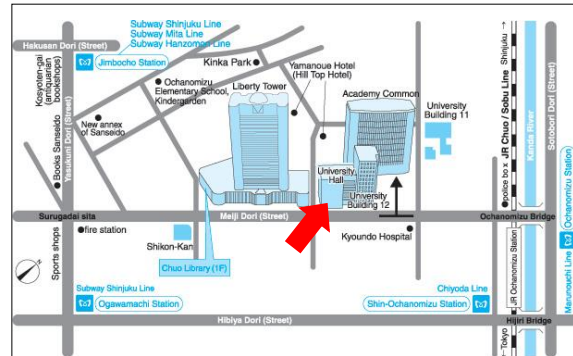 Subway Shinjuku Line
Subway Mita Line
Subway Hanzomon Line
Hakusan Dori (Street)
Jimbocho Station
Kosyoten-gai
(antiquarian
bookshops)
Books Sanseido
Yasukuni Dori (Street)
New annex
of Sanseido
Ochanomizu
Elementary School,
Kindergarden
Kinka Park
Liberty Tower
Yamanoue Hotel
(Hill Top Hotel)
Academy Common
University
Building 11
University
Hall
University
Building 12
Shinjuku →
JR Chuo / Sobu Line
police box
Kanda River
Sotobori Dori (Street)
Marunouchi Line
Ochanomizu Station
Surugadai sita
Meiji Dori (Street)
Ochanomizu Bridge
fire station
Shikon-Kan
Kyoundo Hospital
Sports shops
Chuo Library (1F)
JR Ochanomizu Station
Subway Shinjuku Line
Ogawamachi Station
Chiyoda Line
Shin-Ochanomizu Station
Hibiya Dori (Street)
Hijiri Bridge
←Tokyo